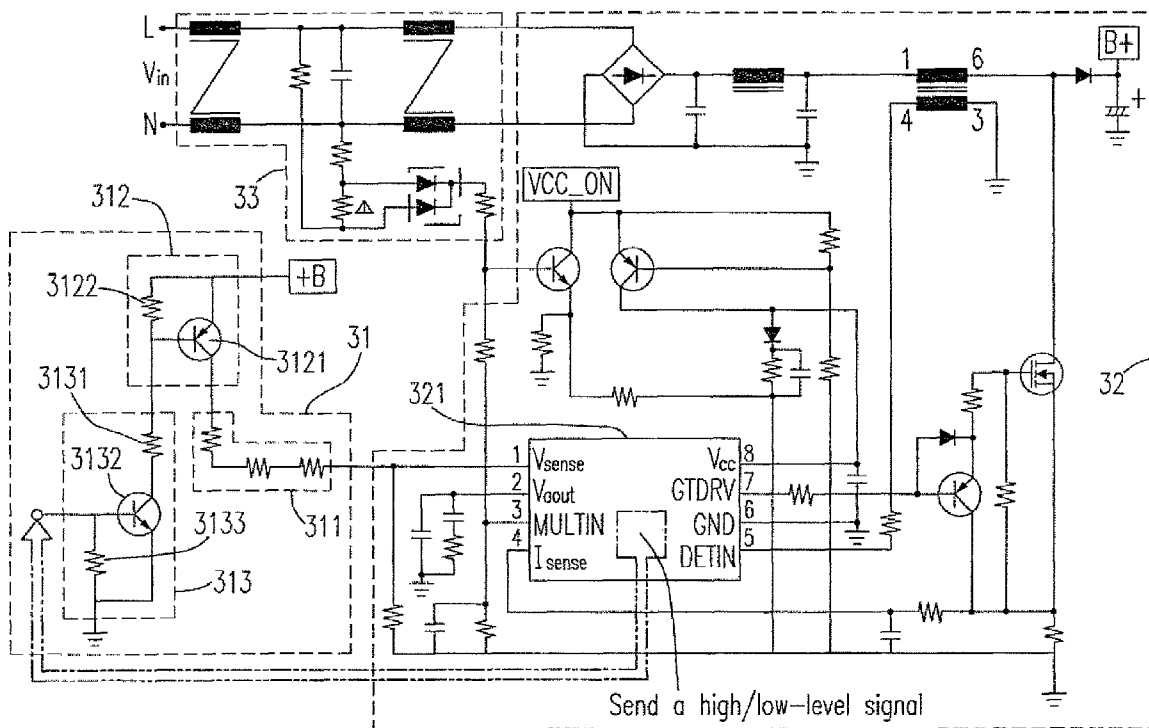 L
Vin
N
1
6
4
3
B+
+
33
VCC_ON
312
3122
+B
3121
31
3131
3132
3133
313
311
321
32
1 Vsense
2 Vaout
3 MULTIN
4 Isense
Vcc 8
GTDRV 7
GND 6
DETIN 5
Send a high/low-level signal